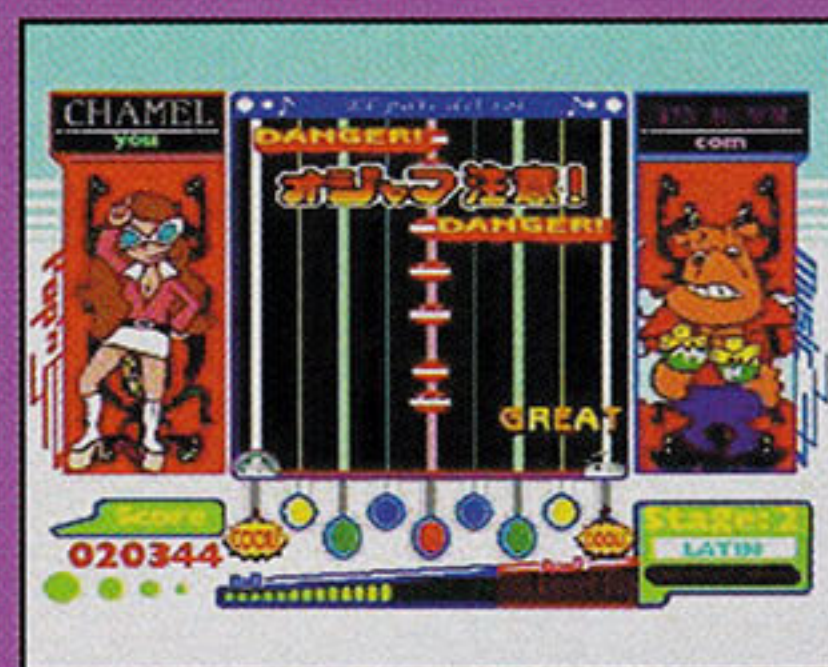 CHAMEL
you
com
DANGER!
オジャマ注意!
DANGER!
GREAT
Score
020344
COOL!
COOL!
Stage:2
LATIN